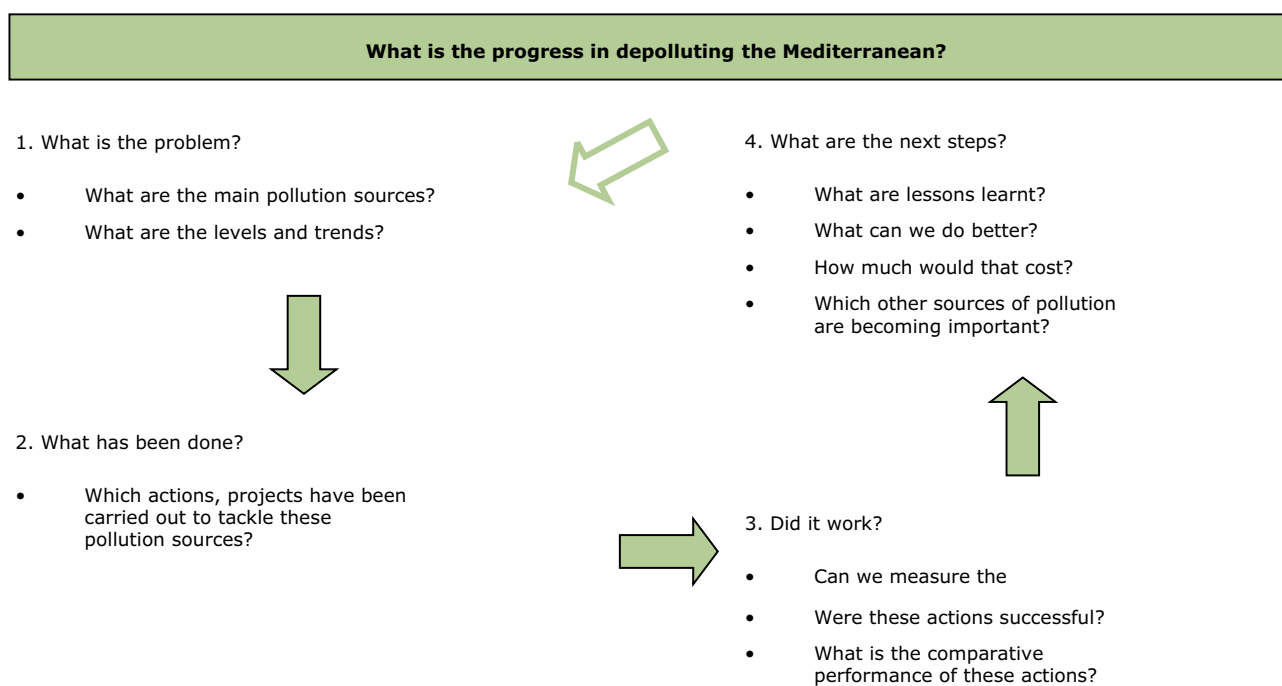 What is the progress in depolluting the Mediterranean?
1. What is the problem?
• What are the main pollution sources?
• What are the levels and trends?
2. What has been done?
• Which actions, projects have been
carried out to tackle these
pollution sources?
3. Did it work?
• Can we measure the
• Were these actions successful?
• What is the comparative
performance of these actions?
4. What are the next steps?
• What are lessons learnt?
• What can we do better?
• How much would that cost?
• Which other sources of pollution
are becoming important?